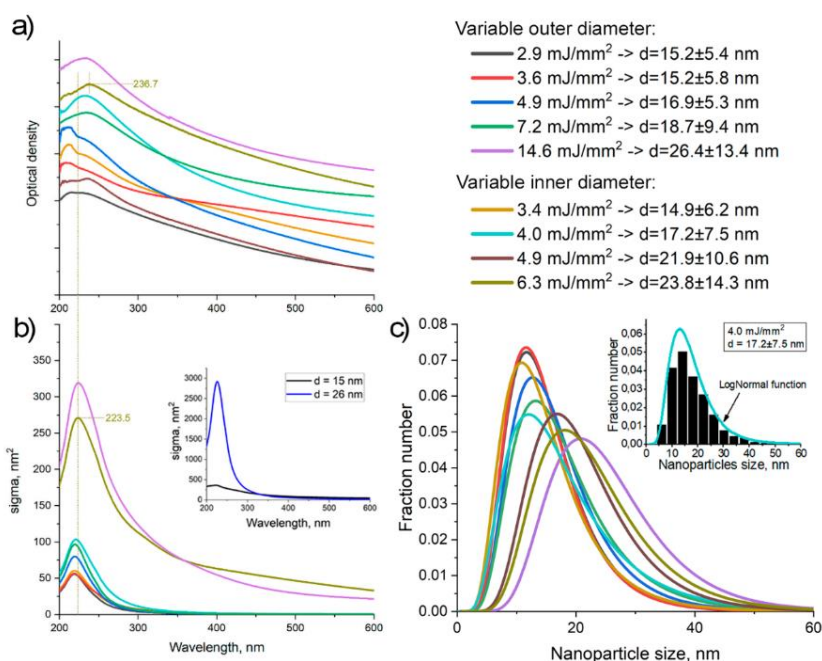 a)
Optical density
236.7
200 300 400 500 600
Variable outer diameter:
2.9 mJ/mm² -> d=15.2±5.4 nm
3.6 mJ/mm² -> d=15.2±5.8 nm
4.9 mJ/mm² -> d=16.9±5.3 nm
7.2 mJ/mm² -> d=18.7±9.4 nm
14.6 mJ/mm² -> d=26.4±13.4 nm
Variable inner diameter:
3.4 mJ/mm² -> d=14.9±6.2 nm
4.0 mJ/mm² -> d=17.2±7.5 nm
4.9 mJ/mm² -> d=21.9±10.6 nm
6.3 mJ/mm² -> d=23.8±14.3 nm
b)
sigma, nm²
350
300
250
200
150
100
50
0
223.5
200 300 400 500 600
Wavelength, nm
d = 15 nm
d = 26 nm
sigma, nm²
3000
2500
2000
1500
1000
500
0
200 300 400 500 600
Wavelength, nm
c)
Fraction number
0.08
0.07
0.06
0.05
0.04
0.03
0.02
0.01
0.00
0 20 40 60
Nanoparticle size, nm
Fraction number
0,06
0,05
0,04
0,03
0,02
0,01
0,00
4.0 mJ/mm²
d = 17.2±7.5 nm
LogNormal function
0 10 20 30 40 50 60
Nanoparticles size, nm